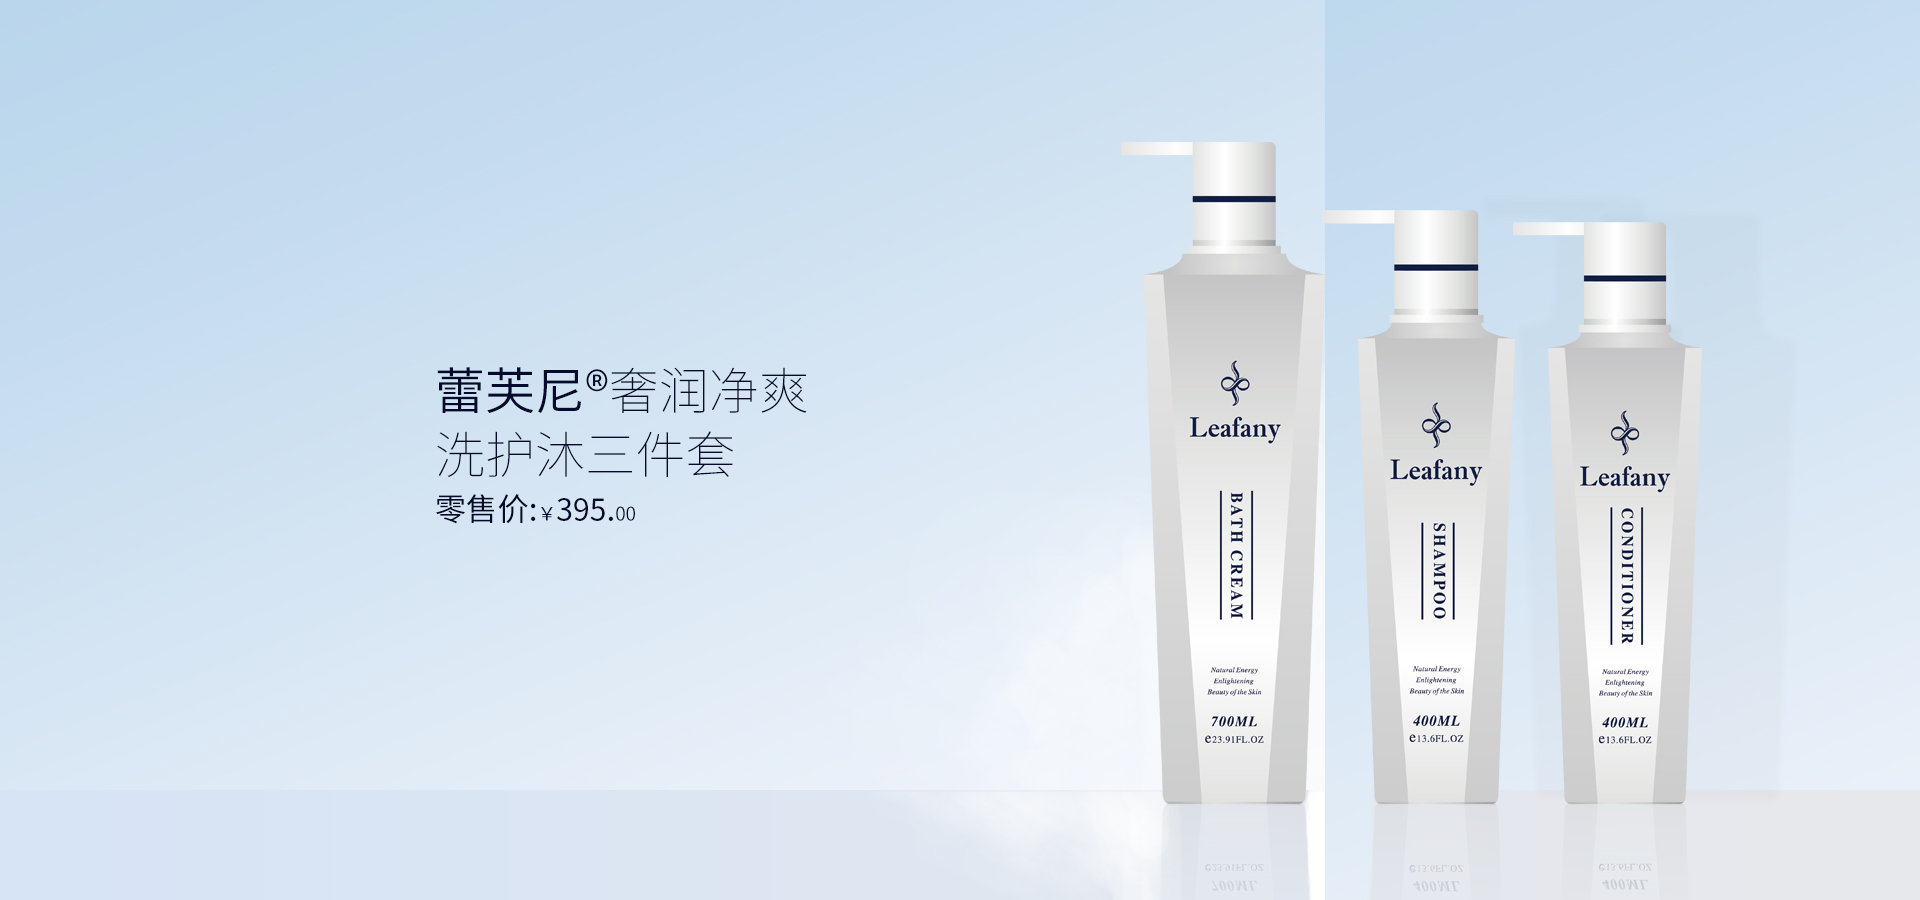 蕾芙尼®奢润净爽
洗护沐三件套
零售价:¥395.00
Leafany
BATH CREAM
Natural Energy
Enlightening
Beauty of the Skin
700ML
e23.91FL.OZ
Leafany
SHAMPOO
Natural Energy
Enlightening
Beauty of the Skin
400ML
e13.6FL.OZ
Leafany
CONDITIONER
Natural Energy
Enlightening
Beauty of the Skin
400ML
e13.6FL.OZ